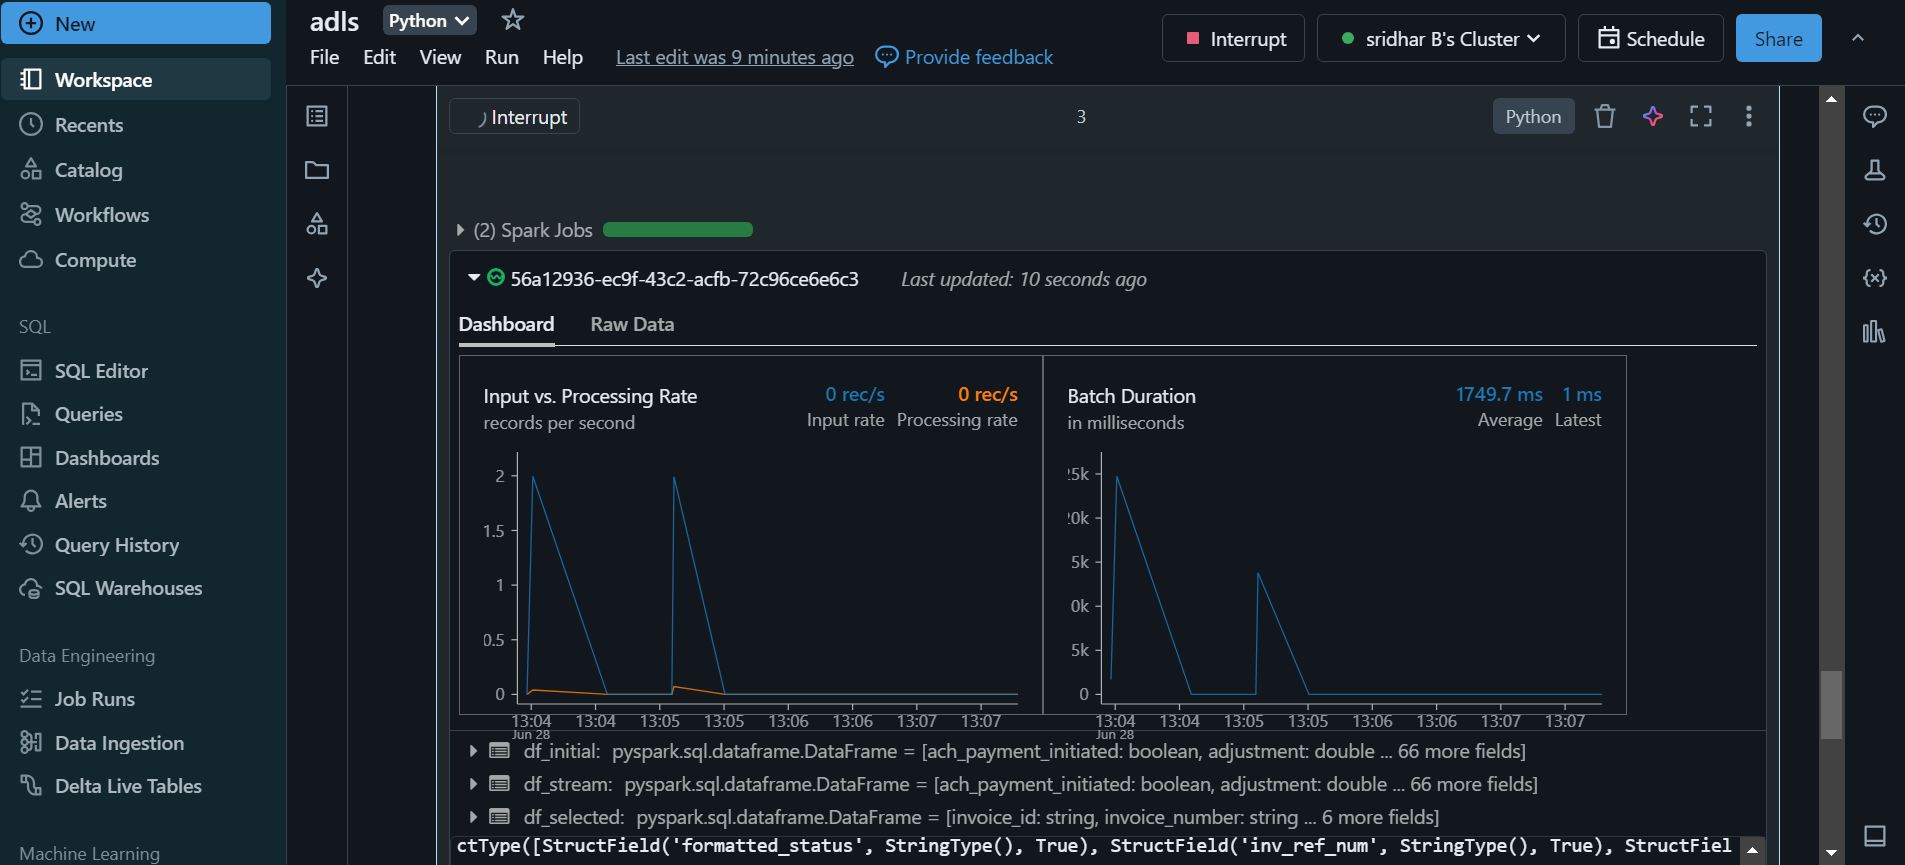 New
Workspace
Recents
Catalog
Workflows
Compute
SQL
SQL Editor
Queries
Dashboards
Alerts
Query History
SQL Warehouses
Data Engineering
Job Runs
Data Ingestion
Delta Live Tables
Machine Learning
adls Python
File Edit View Run Help Last edit was 9 minutes ago Provide feedback
Interrupt sridhar B's Cluster Schedule Share
Interrupt 3 Python
(2) Spark Jobs
56a12936-ec9f-43c2-acfb-72c96ce6e6c3 Last updated: 10 seconds ago
Dashboard Raw Data
Input vs. Processing Rate 0 rec/s 0 rec/s
records per second Input rate Processing rate
2
1.5
1
0.5
0
13:04 13:04 13:05 13:05 13:06 13:06 13:07 13:07
Jun 28
Batch Duration 1749.7 ms 1 ms
in milliseconds Average Latest
25k
20k
5k
0k
5k
0
13:04 13:04 13:05 13:05 13:06 13:06 13:07 13:07
Jun 28
df_initial: pyspark.sql.dataframe.DataFrame = [ach_payment_initiated: boolean, adjustment: double ... 66 more fields]
df_stream: pyspark.sql.dataframe.DataFrame = [ach_payment_initiated: boolean, adjustment: double ... 66 more fields]
df_selected: pyspark.sql.dataframe.DataFrame = [invoice_id: string, invoice_number: string ... 6 more fields]
ctType([StructField('formatted_status', StringType(), True), StructField('inv_ref_num', StringType(), True), StructFiel